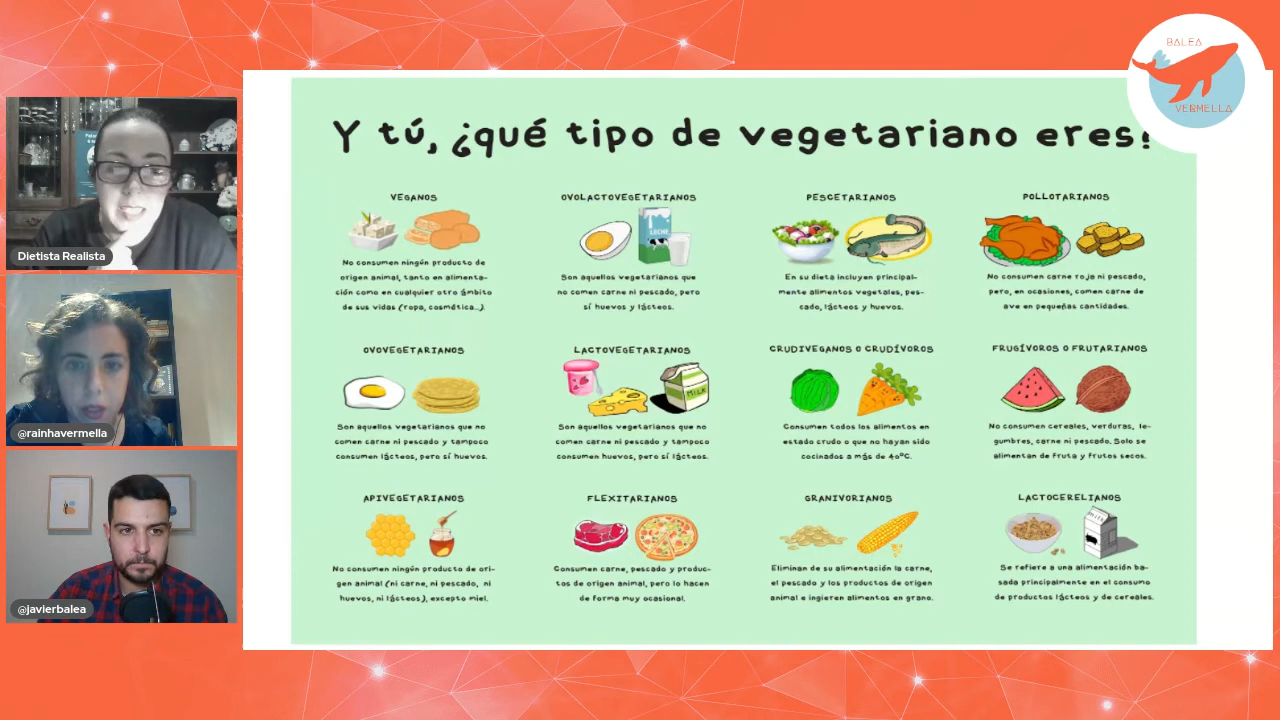 BALEA
VERMELLA
Dietista Realista
@rainhavermella
@javierbalea
Y tú, ¿qué tipo de vegetariano eres?
VEGANOS
No consumen ningún producto de
origen animal, tanto en alimenta-
ción como en cualquier otro ámbito
de sus vidas (ropa, cosmética...).
OVOLACTOVEGETARIANOS
LECHE
Son aquellos vegetarianos que
no comen carne ni pescado, pero
sí huevos y lácteos.
PESCETARIANOS
En su dieta incluyen principal-
mente alimentos vegetales, pes-
cado, lácteos y huevos.
POLLOTARIANOS
No consumen carne roja ni pescado,
pero, en ocasiones, comen carne de
ave en pequeñas cantidades.
OVOVEGETARIANOS
Son aquellos vegetarianos que no
comen carne ni pescado y tampoco
consumen lácteos, pero sí huevos.
LACTOVEGETARIANOS
MILK
Son aquellos vegetarianos que no
comen carne ni pescado y tampoco
consumen huevos, pero sí lácteos.
CRUDIVEGANOS O CRUDÍVOROS
Consumen todos los alimentos en
estado crudo o que no hayan sido
cocinados a más de 40ºC.
FRUGÍVOROS O FRUTARIANOS
No consumen cereales, verduras, le-
gumbres, carne ni pescado. Solo se
alimentan de fruta y frutos secos.
APIVEGETARIANOS
No consumen ningún producto de ori-
gen animal (ni carne, ni pescado, ni
huevos, ni lácteos), excepto miel.
FLEXITARIANOS
Consumen carne, pescado y produc-
tos de origen animal, pero lo hacen
de forma muy ocasional.
GRANIVORIANOS
Eliminan de su alimentación la carne,
el pescado y los productos de origen
animal e ingieren alimentos en grano.
LACTOCERELIANOS
MILK
Se refiere a una alimentación ba-
sada principalmente en el consumo
de productos lácteos y de cereales.